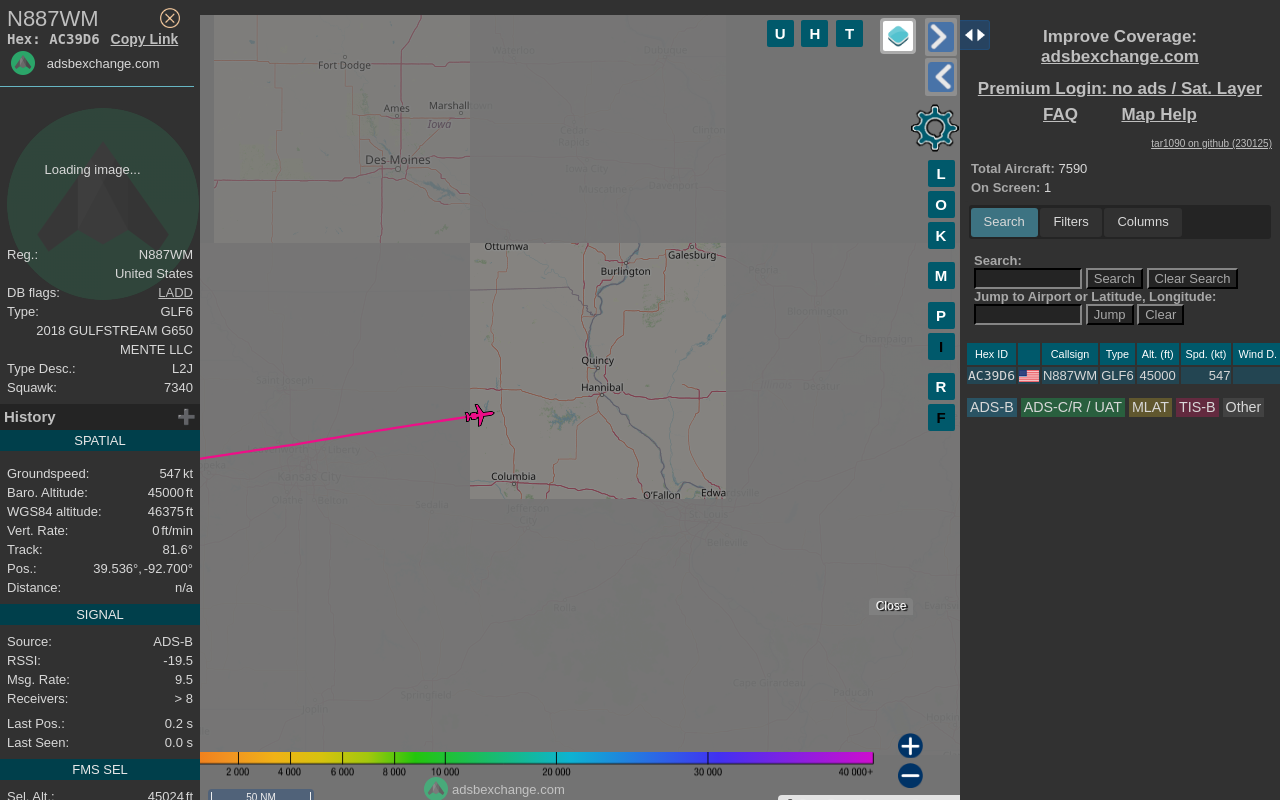 N887WM
Hex: AC39D6 Copy Link
adsbexchange.com
Loading image...
Reg.: N887WM
United States
DB flags: LADD
Type: GLF6
2018 GULFSTREAM G650
MENTE LLC
Type Desc.: L2J
Squawk: 7340
History
SPATIAL
Groundspeed: 547 kt
Baro. Altitude: 45000 ft
WGS84 altitude: 46375 ft
Vert. Rate: 0 ft/min
Track: 81.6°
Pos.: 39.536°, -92.700°
Distance: n/a
SIGNAL
Source: ADS-B
RSSI: -19.5
Msg. Rate: 9.5
Receivers: > 8
Last Pos.: 0.2 s
Last Seen: 0.0 s
FMS SEL
Sel. Alt.: 45024 ft
U H T
Fort Dodge
Ames
Marshall
Iowa
Des Moines
Ottumwa
Galesburg
Burlington
Quincy
Hannibal
Columbia
O'Fallon
Edwa
Kansas City
Jefferson City
Springfield
L
O
K
M
P
I
R
F
Close
2 000 4 000 6 000 8 000 10 000 20 000 30 000 40 000+
adsbexchange.com
50 NM
Improve Coverage:
adsbexchange.com
Premium Login: no ads / Sat. Layer
FAQ Map Help
tar1090 on github (230125)
Total Aircraft: 7590
On Screen: 1
Search Filters Columns
Search:
Search Clear Search
Jump to Airport or Latitude, Longitude:
Jump Clear
Hex ID Callsign Type Alt. (ft) Spd. (kt) Wind D.
AC39D6 N887WM GLF6 45000 547
ADS-B ADS-C/R / UAT MLAT TIS-B Other